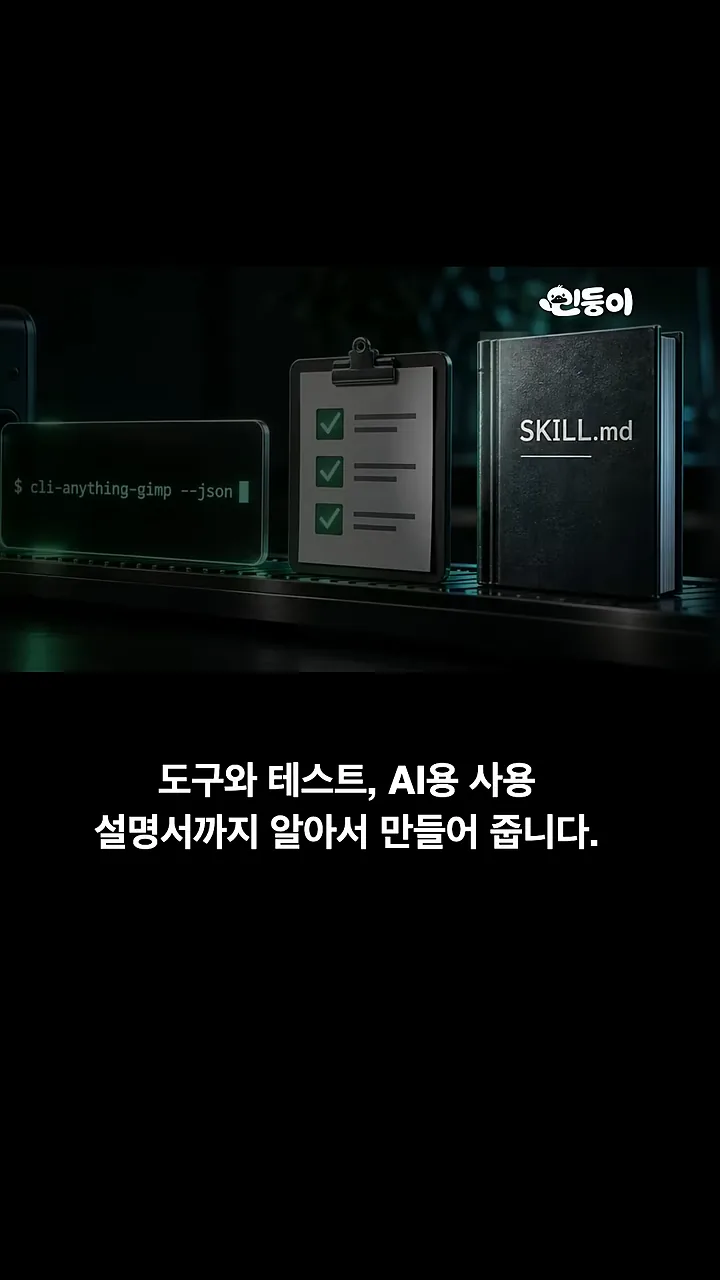 인둥이
$ cli-anything-gimp --json
SKILL.md
도구와 테스트, AI용 사용
설명서까지 알아서 만들어 줍니다.